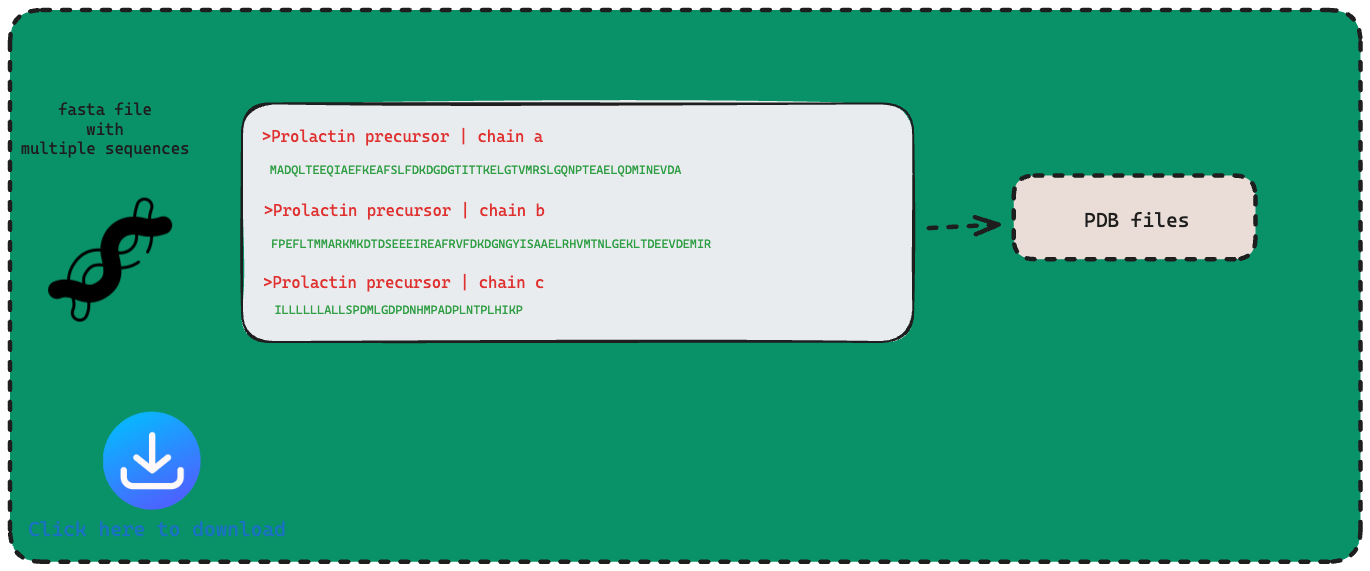 fasta file
with
multiple sequences
>Prolactin precursor | chain a
MADQLTEEQIAEFKEAFSLFDKDGDGTITTKELGTVMRSLGQNPTEAELQDMINEVDA
>Prolactin precursor | chain b
FPEFLTMMARKMKDTDSEEEIREAFRVFDKDGNGYISAAELRHVMTNLGEKLTDEEVDEMIR
>Prolactin precursor | chain c
ILLLLLLALLSPDMLGDPDNHMPADPLNTPLHIKP
PDB files
Click here to download